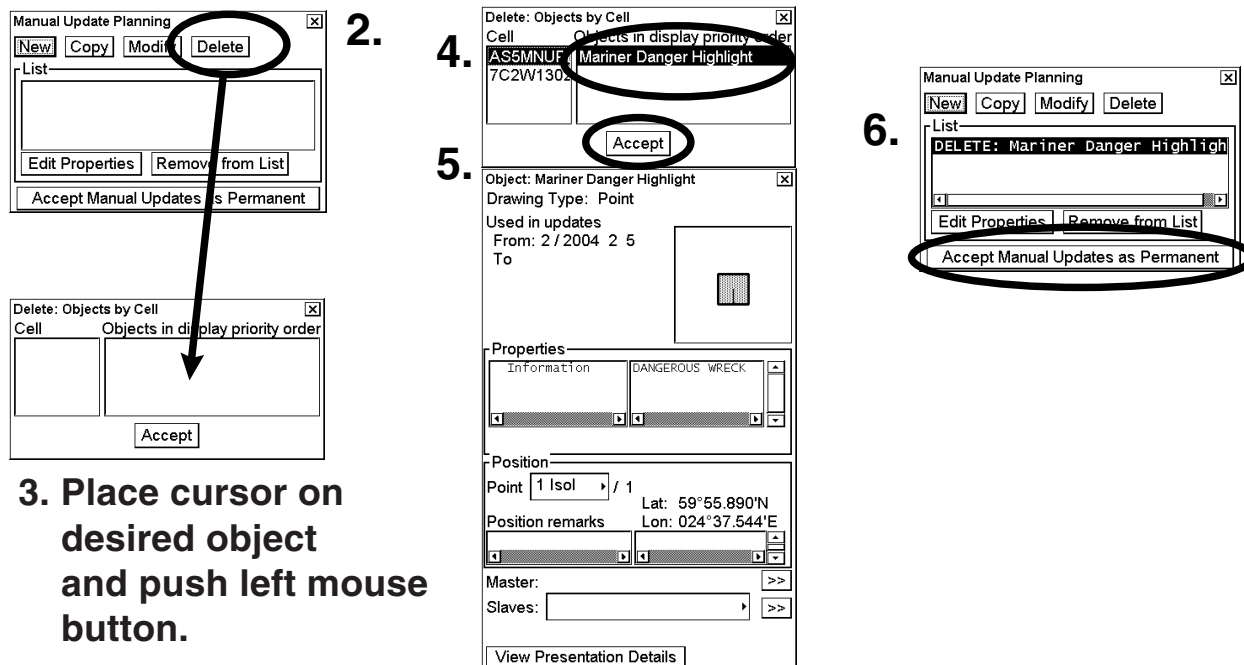 Manual Update Planning
New Copy Modify Delete
List
Edit Properties Remove from List
Accept Manual Updates as Permanent
2.
Delete: Objects by Cell
Cell Objects in display priority order
Accept
3. Place cursor on
desired object
and push left mouse
button.
4.
Delete: Objects by Cell
Cell Objects in display priority order
AS5MNUP Mariner Danger Highlight
7C2W1302
Accept
5.
Object: Mariner Danger Highlight
Drawing Type: Point
Used in updates
From: 2 / 2004 2 5
To
Properties
Information DANGEROUS WRECK
Position
Point 1 Isol / 1
Lat: 59°55.890'N
Position remarks Lon: 024°37.544'E
Master: >>
Slaves: >>
View Presentation Details
6.
Manual Update Planning
New Copy Modify Delete
List
DELETE: Mariner Danger Highligh
Edit Properties Remove from List
Accept Manual Updates as Permanent